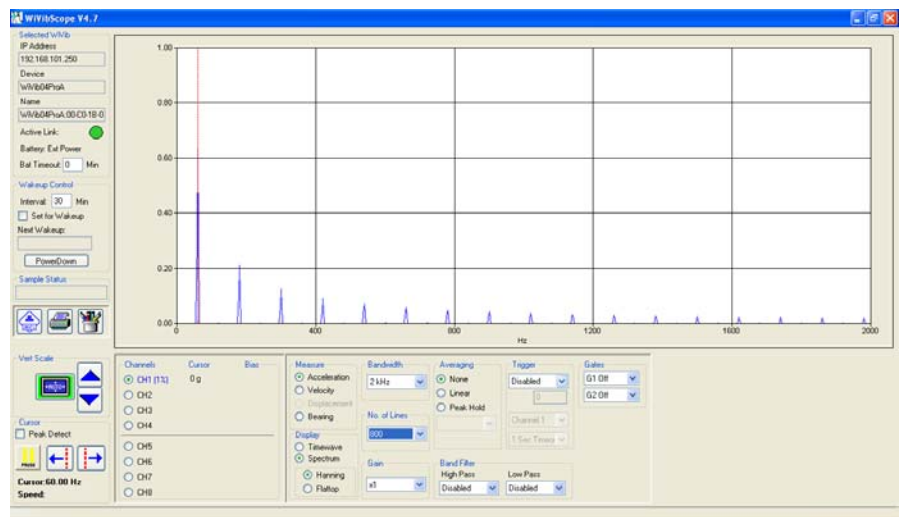 WiVibScope V4.7
Selected WiVib
IP Address
192.168.101.250
Device
WiVib04ProA
Name
WiVib04ProA:00-C0-1B-0
Active Link:
Battery: Ext Power
Bat Timeout: 0 Min
Wakeup Control
Interval: 30 Min
Set for Wakeup
Next Wakeup:
PowerDown
Sample Status
1.00
0.80
0.60
0.40
0.20
0.00
0
400
800
1200
1600
2000
Hz
Vert Scale
AUTO
Cursor
Peak Detect
PAUSE
Cursor:60.00 Hz
Speed:
Channels Cursor Bias
CH1 (1%) 0 g
CH2
CH3
CH4
CH5
CH6
CH7
CH8
Measure
Acceleration
Velocity
Displacement
Bearing
Display
Timewave
Spectrum
Hanning
Flattop
Bandwidth
2 kHz
No. of Lines
800
Gain
x1
Averaging
None
Linear
Peak Hold
Trigger
Disabled
0
Channel 1
1 Sec Timeou
Gates
G1 Off
G2 Off
Band Filter
High Pass Low Pass
Disabled Disabled